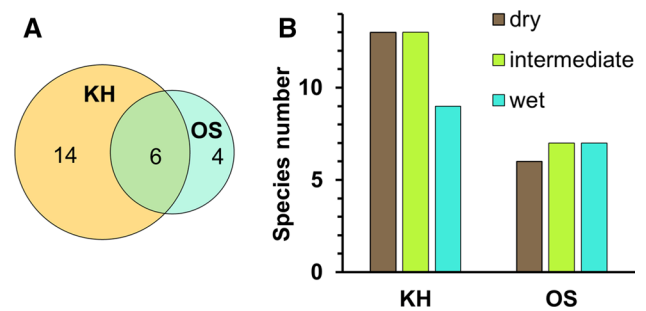 A
KH
OS
14
6
4
B
dry
intermediate
wet
Species number
10
5
0
KH
OS